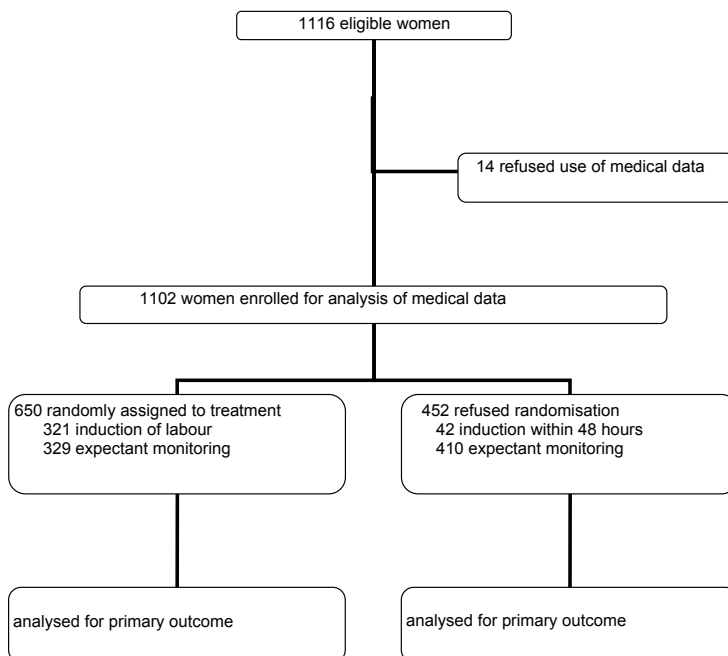 1116 eligible women
14 refused use of medical data
1102 women enrolled for analysis of medical data
650 randomly assigned to treatment
321 induction of labour
329 expectant monitoring
452 refused randomisation
42 induction within 48 hours
410 expectant monitoring
analysed for primary outcome
analysed for primary outcome